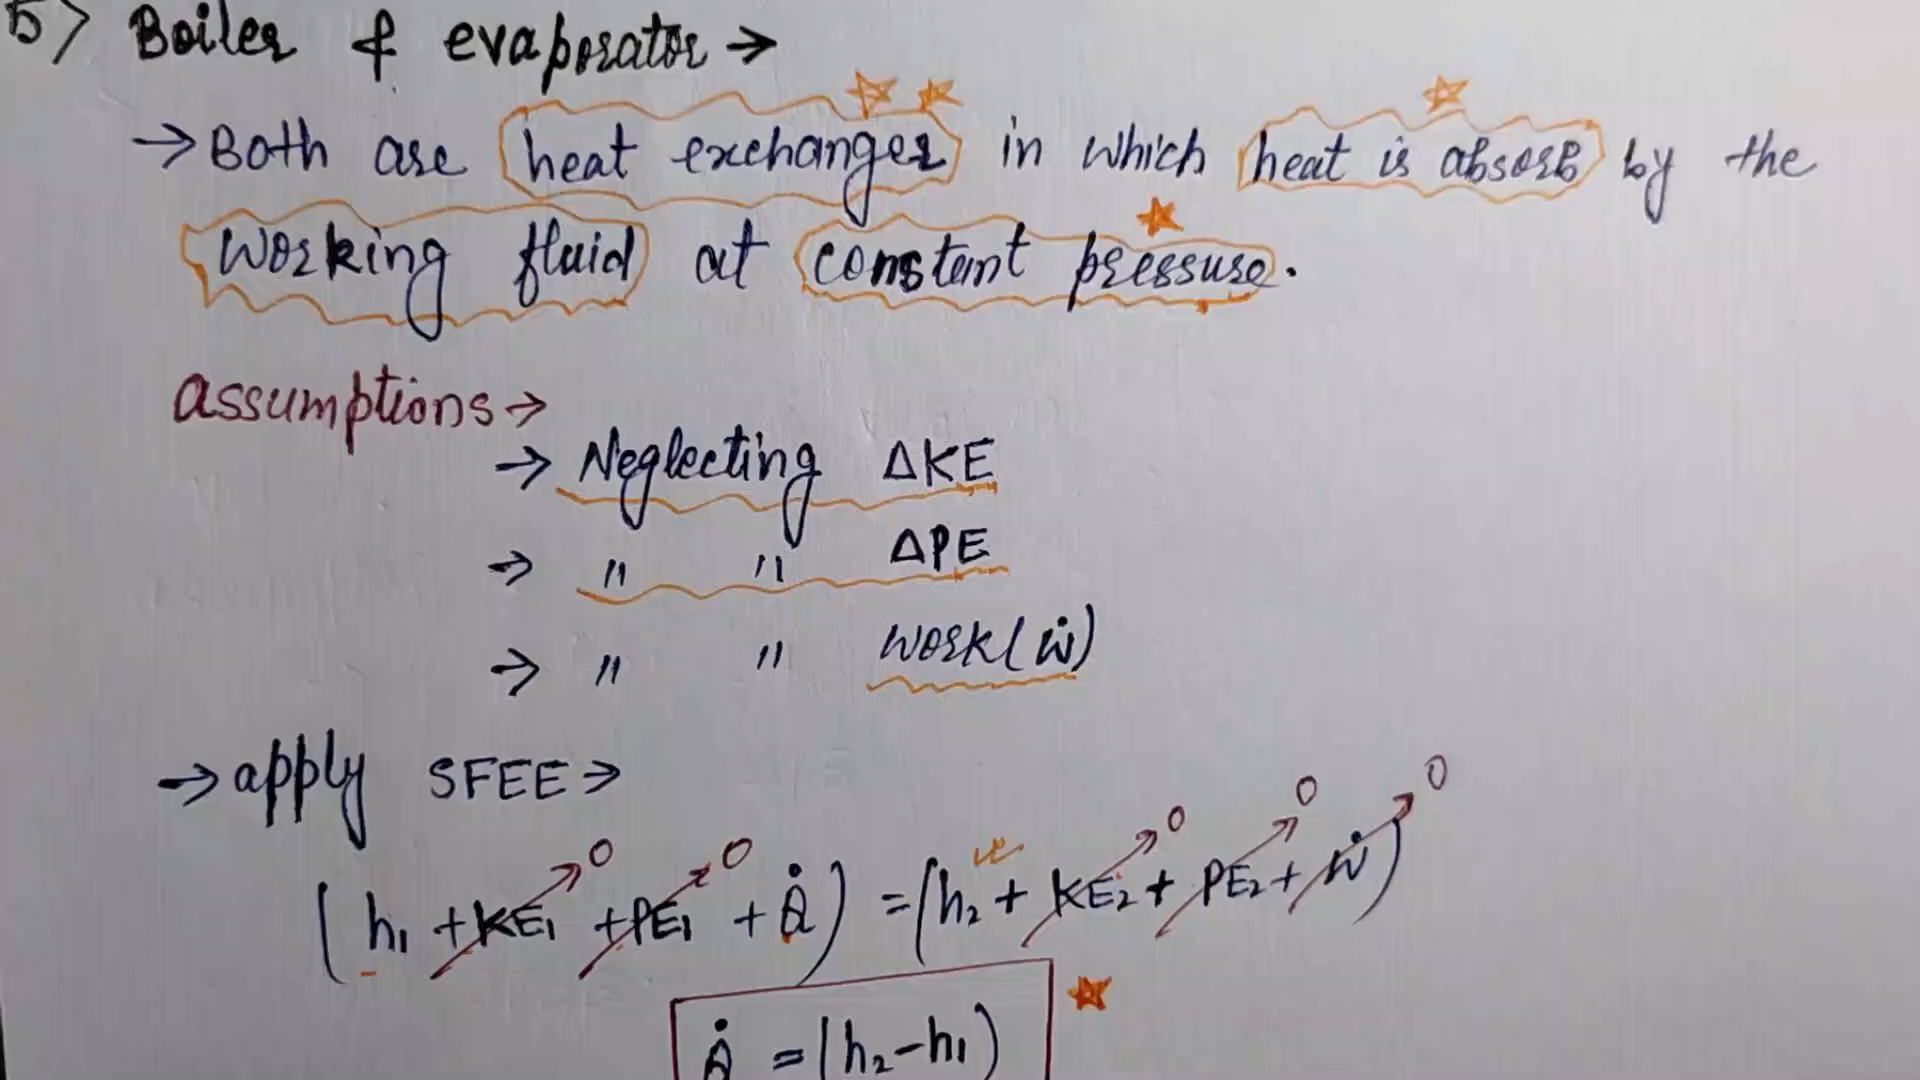 5) Boiler & evaporator →
→ Both are heat exchanger in which heat is absorb by the
working fluid at constant pressure.
assumptions →
→ Neglecting ΔKE
→ " " ΔPE
→ " " work(ẇ)
→ apply SFEE →
(h₁ + KE₁ → 0 + PE₁ → 0 + Q̇) = (h₂ + KE₂ → 0 + PE₂ → 0 + Ẇ → 0)
Q̇ = (h₂-h₁)